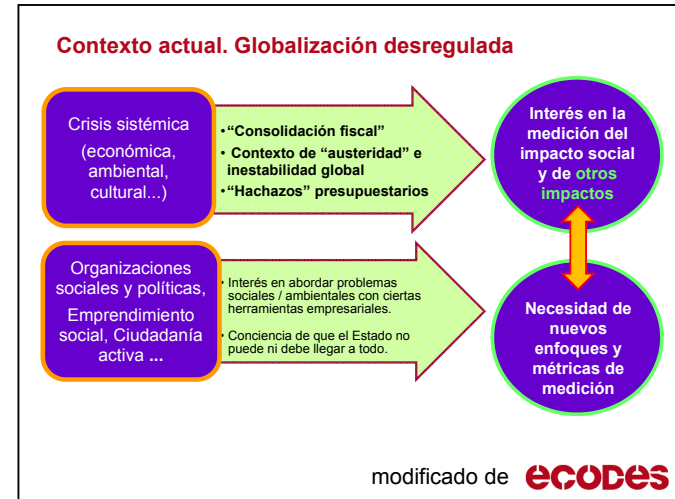 Contexto actual. Globalización desregulada
Crisis sistémica
(económica,
ambiental,
cultural...)
•“Consolidación fiscal”
• Contexto de “austeridad” e
inestabilidad global
•“Hachazos” presupuestarios
Interés en la
medición del
impacto social
y de otros
impactos
Organizaciones
sociales y políticas,
Emprendimiento
social, Ciudadanía
activa ...
• Interés en abordar problemas
sociales / ambientales con ciertas
herramientas empresariales.
• Conciencia de que el Estado no
puede ni debe llegar a todo.
Necesidad de
nuevos
enfoques y
métricas de
medición
modificado de ecodes